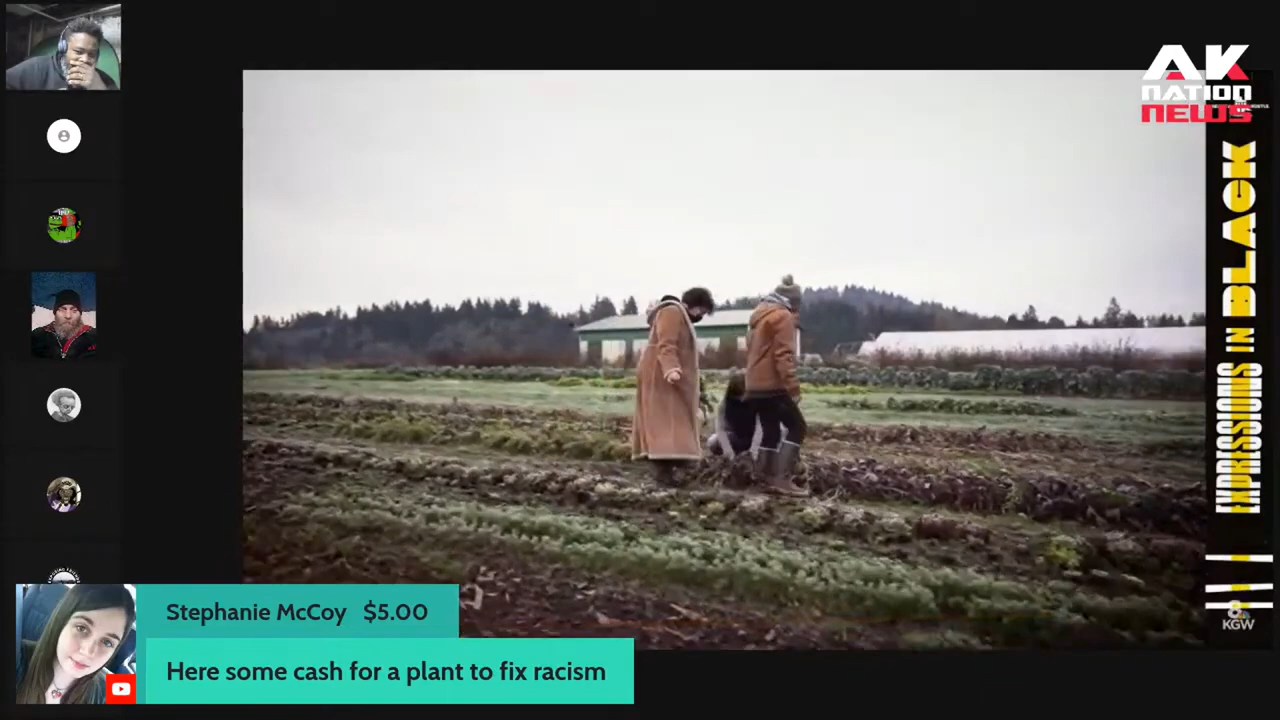 AK
NATION
NEWS
EXPRESSIONS IN BLACK
8
KGW
Stephanie McCoy $5.00
Here some cash for a plant to fix racism